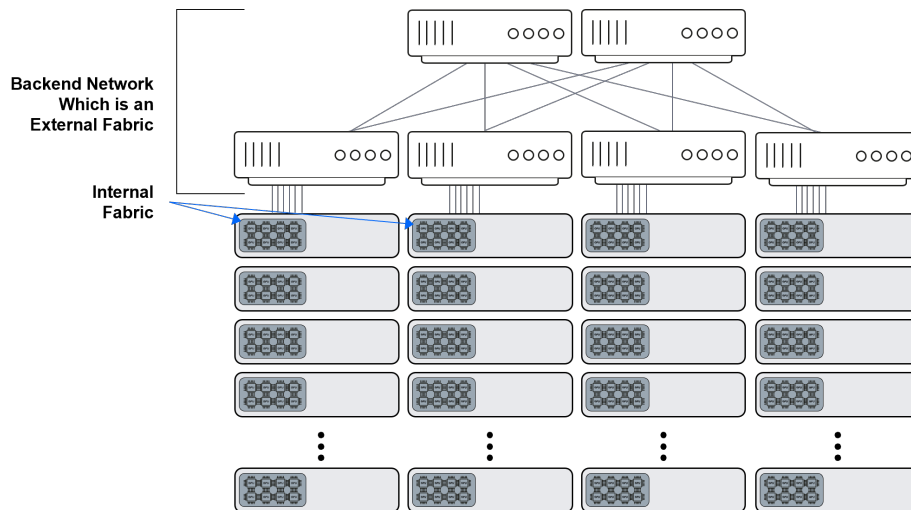 Backend Network
Which is an
External Fabric
Internal
Fabric